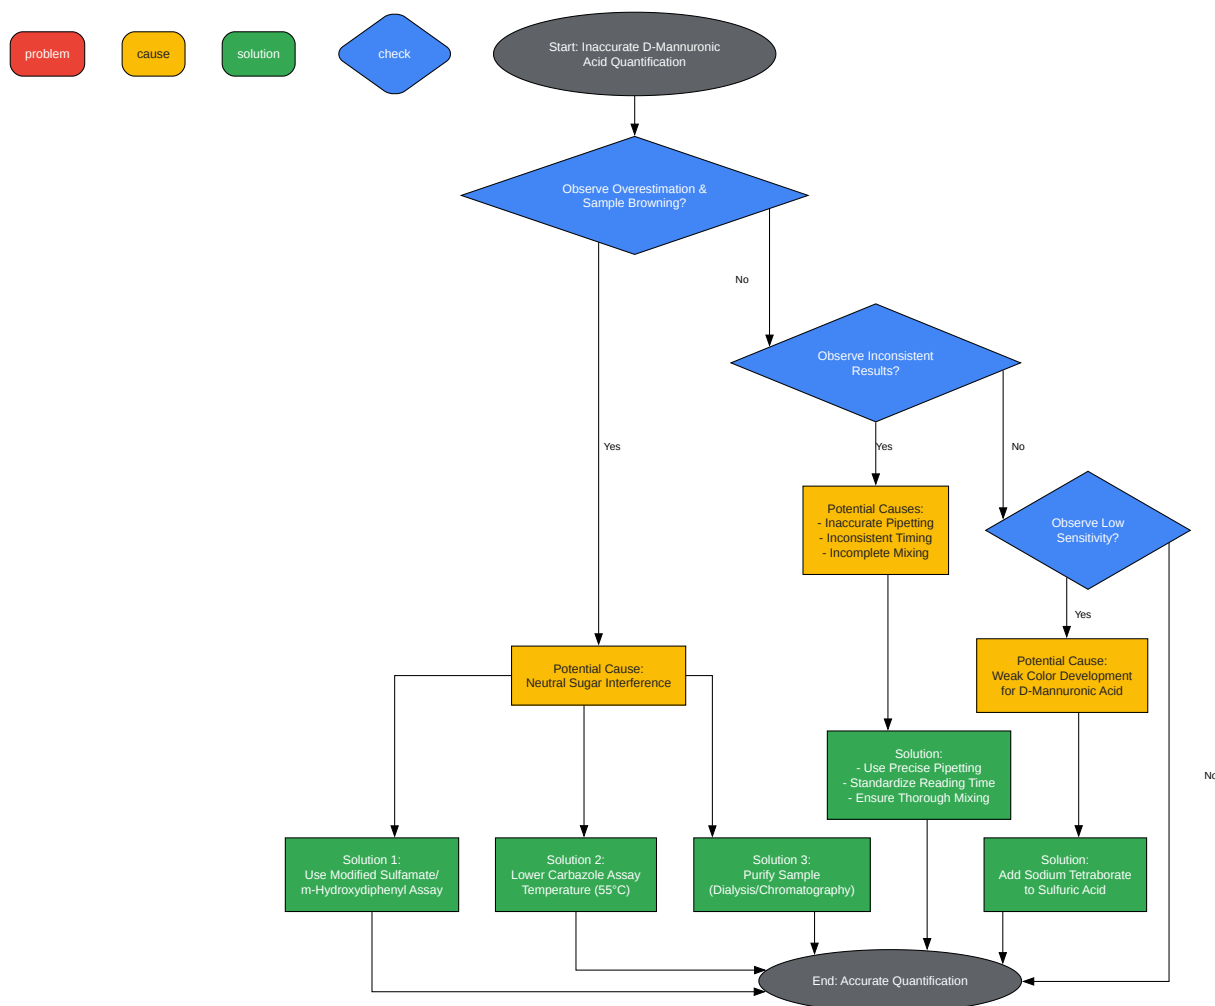 problem
cause
solution
check
Start: Inaccurate D-Mannuronic
Acid Quantification
Observe Overestimation &
Sample Browning?
No
Observe Inconsistent
Results?
Yes
Yes
No
Observe Low
Sensitivity?
Potential Causes:
- Inaccurate Pipetting
- Inconsistent Timing
- Incomplete Mixing
Yes
Potential Cause:
Neutral Sugar Interference
Potential Cause:
Weak Color Development
for D-Mannuronic Acid
Solution:
- Use Precise Pipetting
- Standardize Reading Time
- Ensure Thorough Mixing
No
Solution 1:
Use Modified Sulfamate/
m-Hydroxydiphenyl Assay
Solution 2:
Lower Carbazole Assay
Temperature (55°C)
Solution 3:
Purify Sample
(Dialysis/Chromatography)
Solution:
Add Sodium Tetraborate
to Sulfuric Acid
End: Accurate Quantification